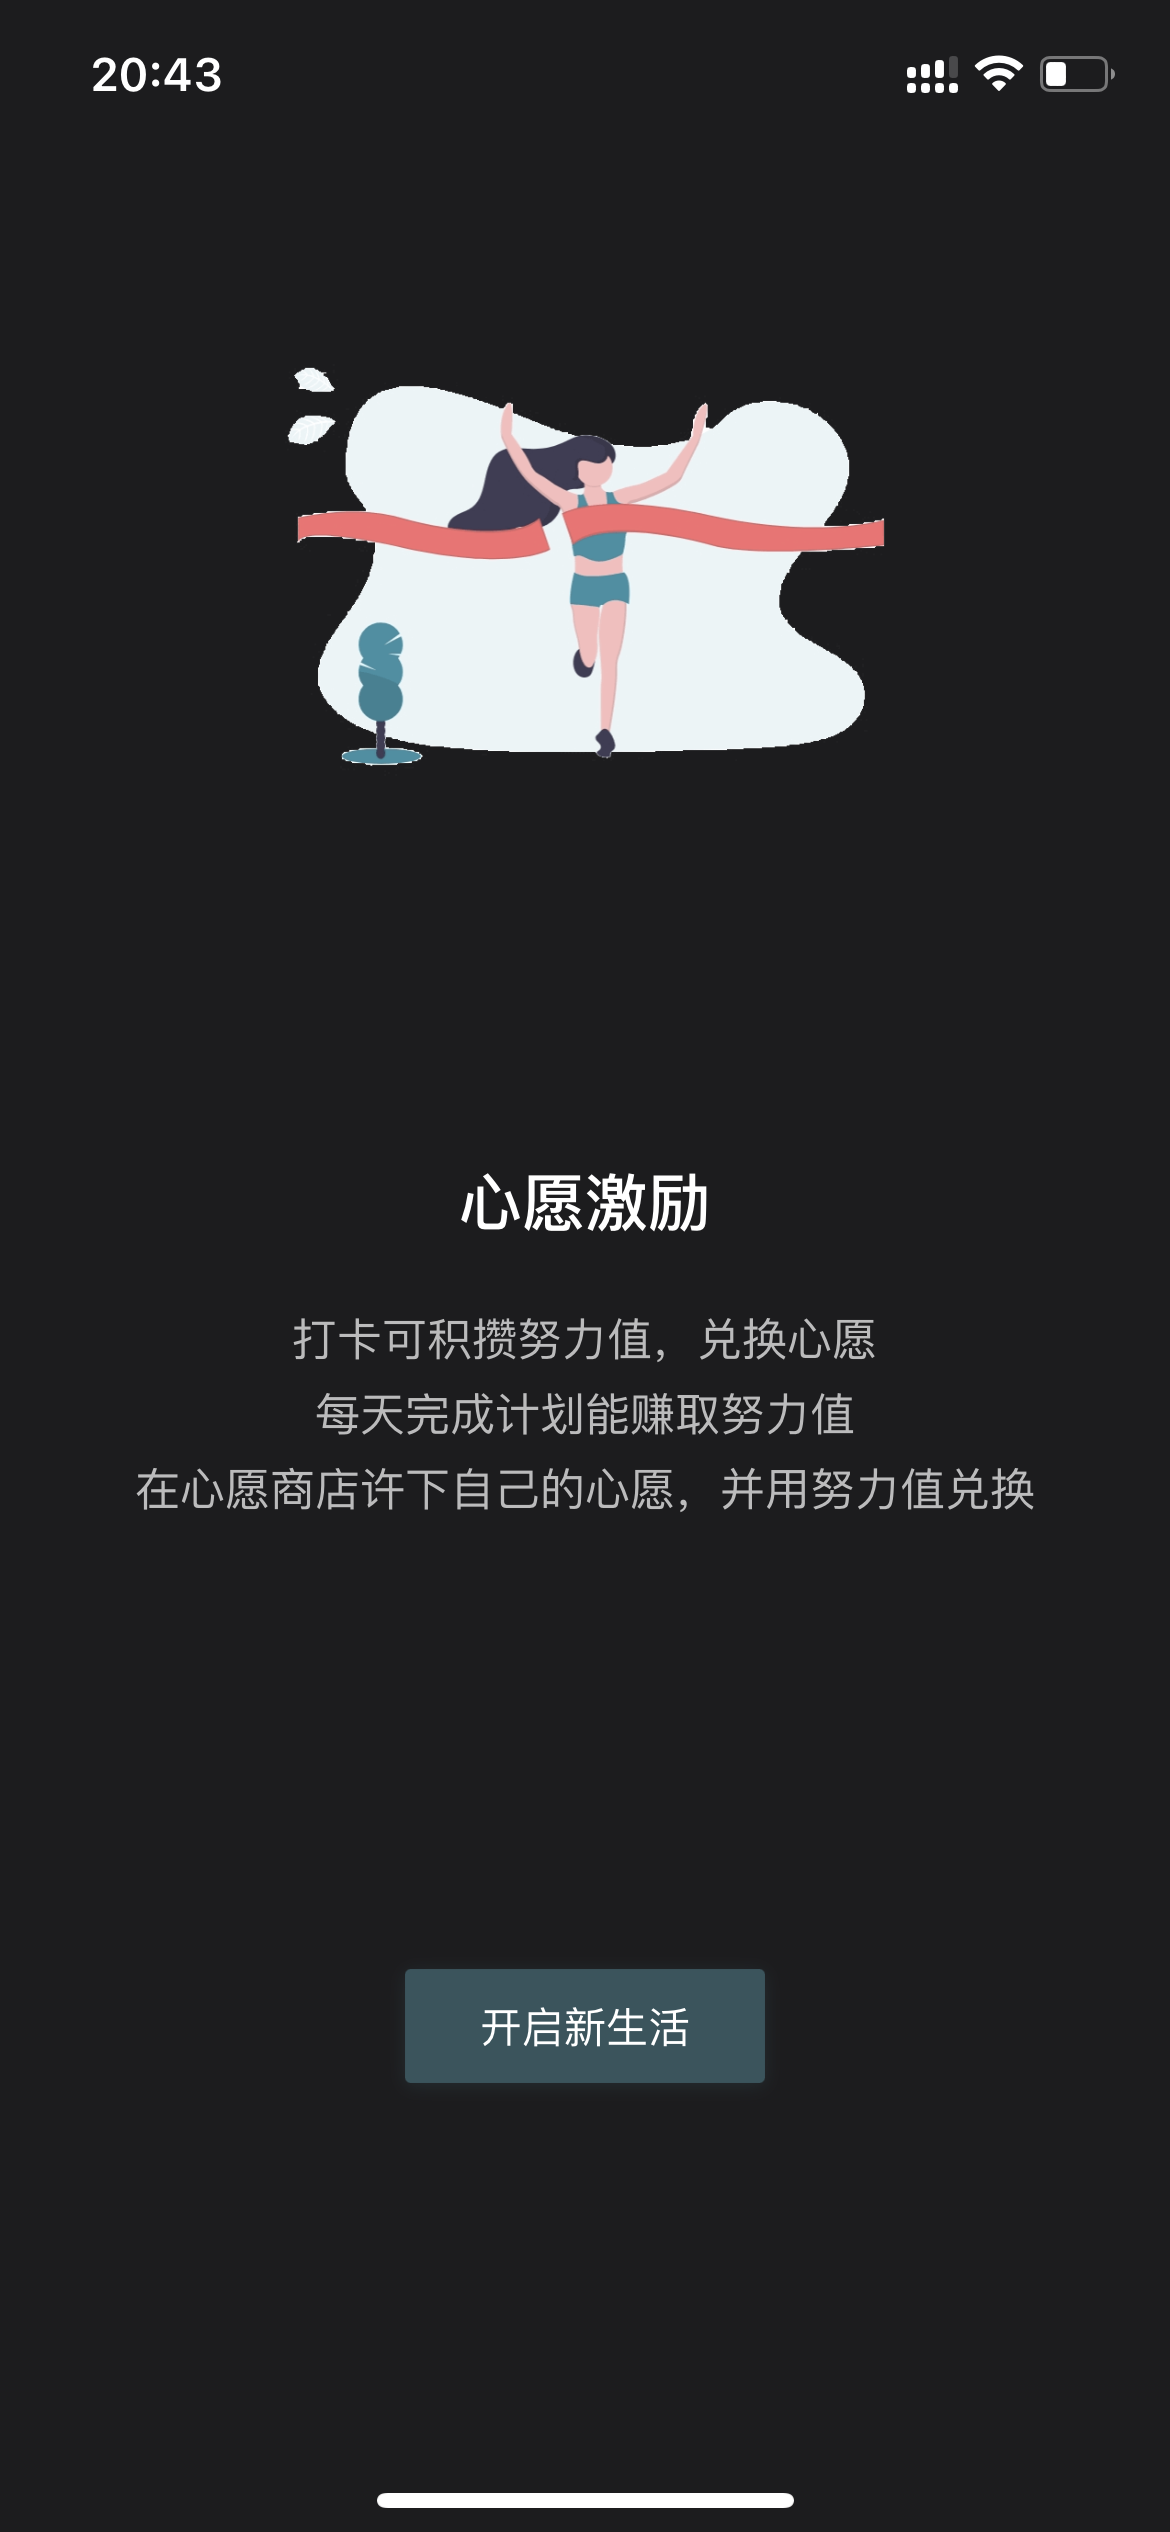 20:43
心愿激励
打卡可积攒努力值，兑换心愿
每天完成计划能赚取努力值
在心愿商店许下自己的心愿，并用努力值兑换
开启新生活